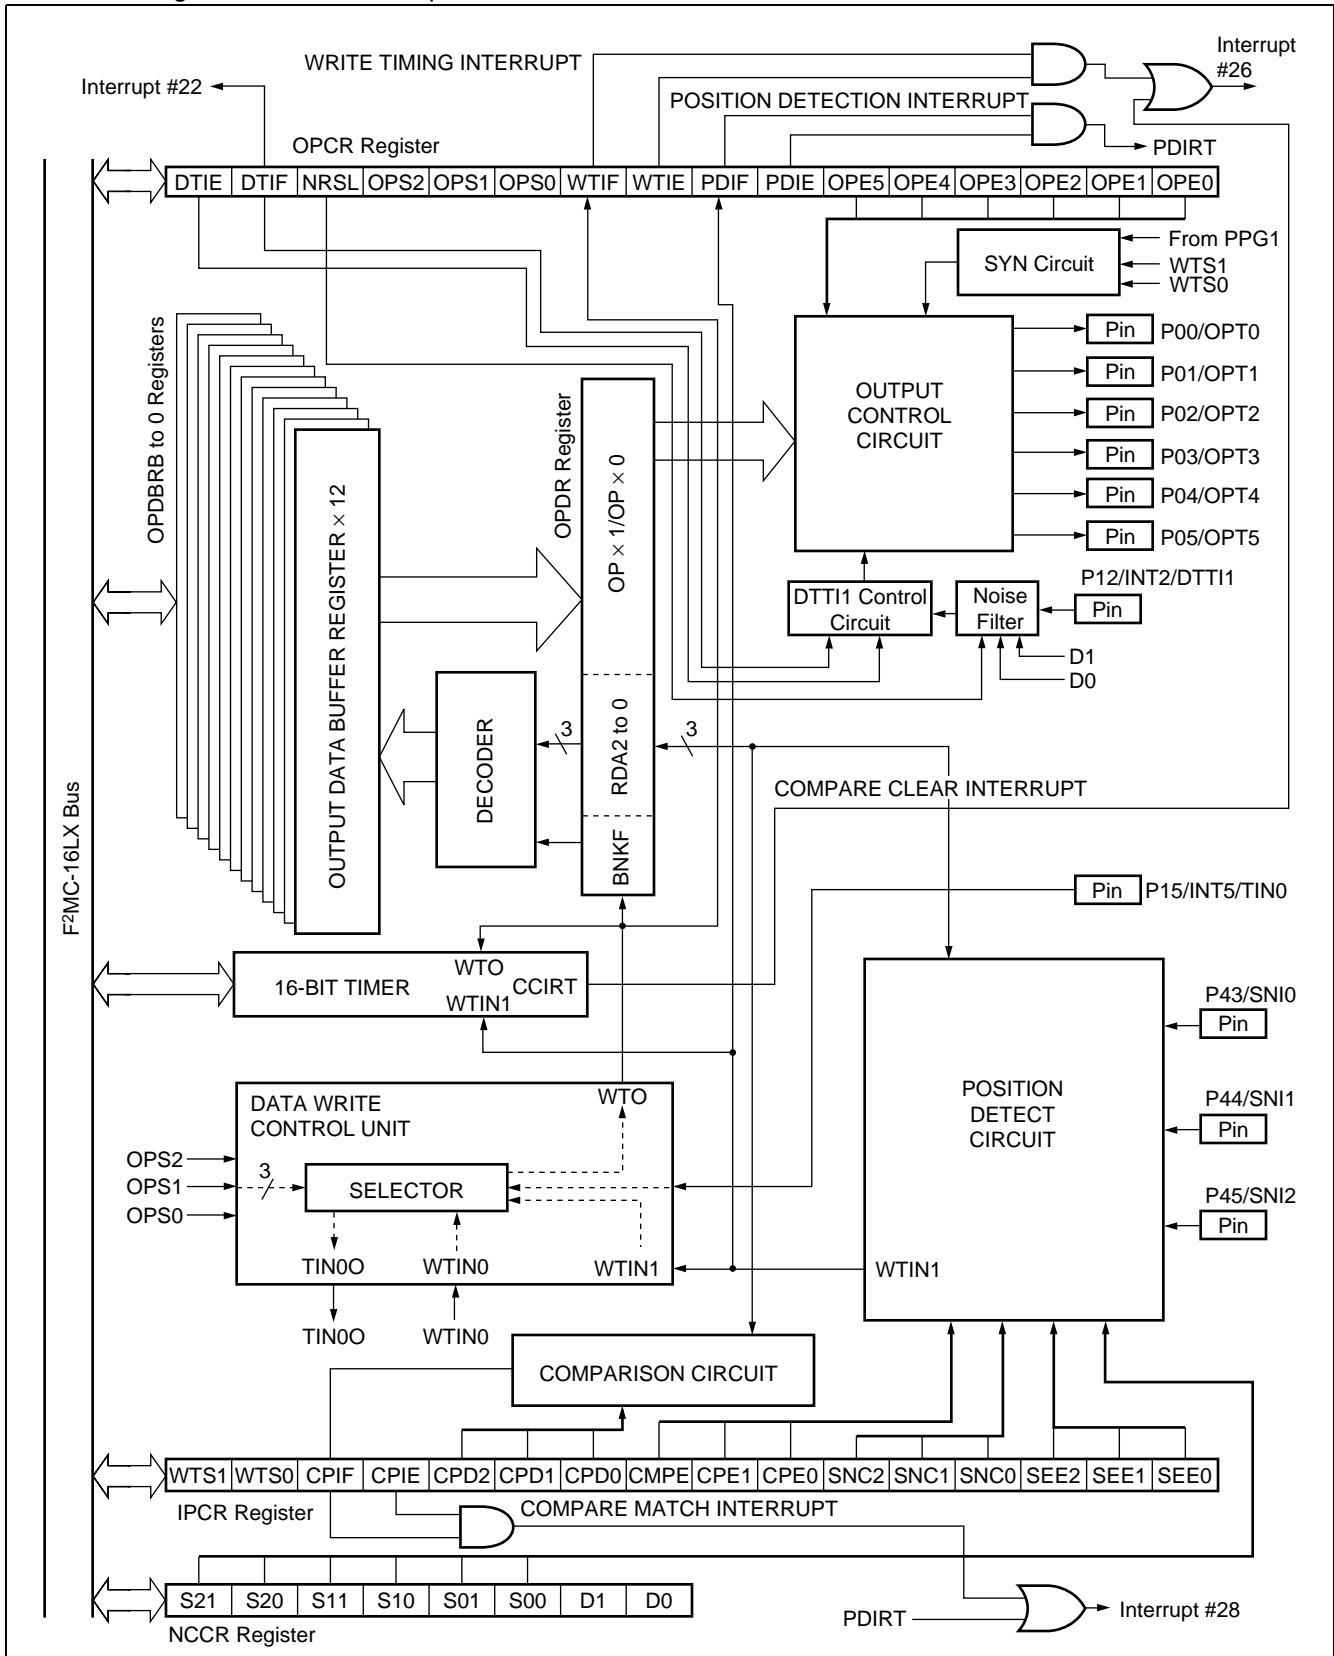 WRITE TIMING INTERRUPT
Interrupt
#26
Interrupt #22
POSITION DETECTION INTERRUPT
OPCR Register
PDIRT
DTIE DTIF NRSL OPS2 OPS1 OPS0 WTIF WTIE PDIF PDIE OPE5 OPE4 OPE3 OPE2 OPE1 OPE0
From PPG1
SYN Circuit
WTS1
WTS0
OPDBRB to 0 Registers
OUTPUT DATA BUFFER REGISTER × 12
OPDR Register
OP × 1/OP × 0
RDA2 to 0
BNKF
OUTPUT
CONTROL
CIRCUIT
Pin P00/OPT0
Pin P01/OPT1
Pin P02/OPT2
Pin P03/OPT3
Pin P04/OPT4
Pin P05/OPT5
P12/INT2/DTTI1
Pin
DTTI1 Control
Circuit
Noise
Filter
D1
D0
DECODER
3
3
COMPARE CLEAR INTERRUPT
F²MC-16LX Bus
Pin P15/INT5/TIN0
16-BIT TIMER
WTO
CCIRT
WTIN1
P43/SNI0
Pin
DATA WRITE
CONTROL UNIT
WTO
POSITION
DETECT
CIRCUIT
P44/SNI1
Pin
OPS2
OPS1
OPS0
3
SELECTOR
P45/SNI2
Pin
TIN0O WTIN0 WTIN1
WTIN1
TIN0O WTIN0
COMPARISON CIRCUIT
WTS1 WTS0 CPIF CPIE CPD2 CPD1 CPD0 CMPE CPE1 CPE0 SNC2 SNC1 SNC0 SEE2 SEE1 SEE0
IPCR Register
COMPARE MATCH INTERRUPT
S21 S20 S11 S10 S01 S00 D1 D0
NCCR Register
PDIRT
Interrupt #28